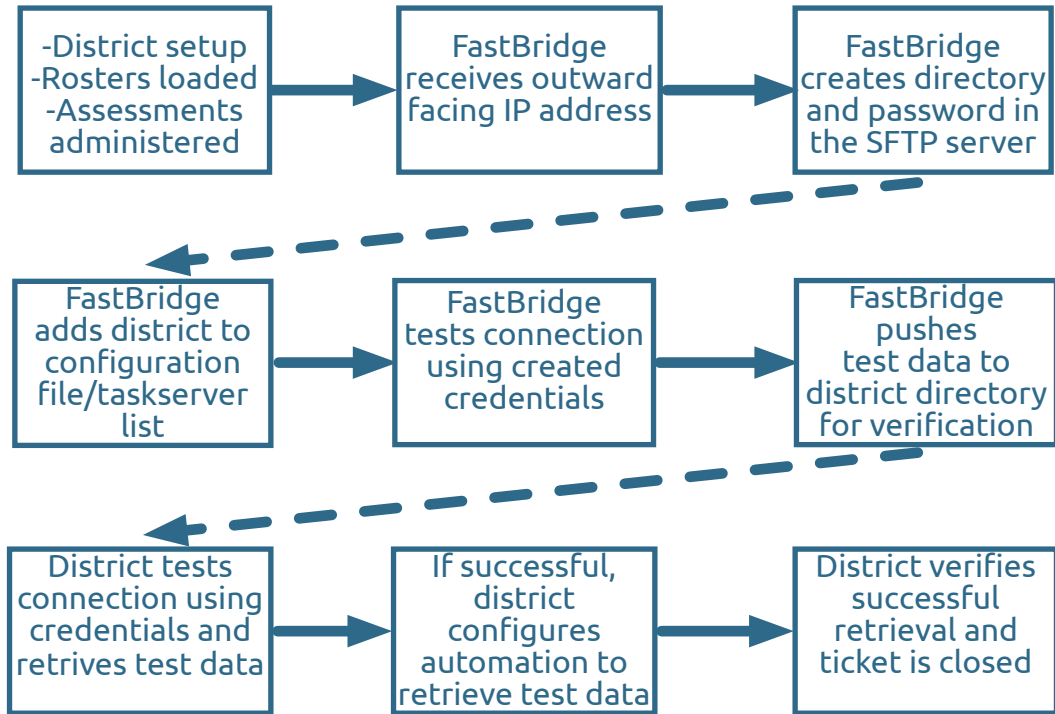 -District setup
-Rosters loaded
-Assessments
administered
FastBridge
receives outward
facing IP address
FastBridge
creates directory
and password in
the SFTP server
FastBridge
adds district to
configuration
file/taskserver
list
FastBridge
tests connection
using created
credentials
FastBridge
pushes
test data to
district directory
for verification
District tests
connection using
credentials and
retrives test data
If successful,
district
configures
automation to
retrieve test data
District verifies
successful
retrieval and
ticket is closed